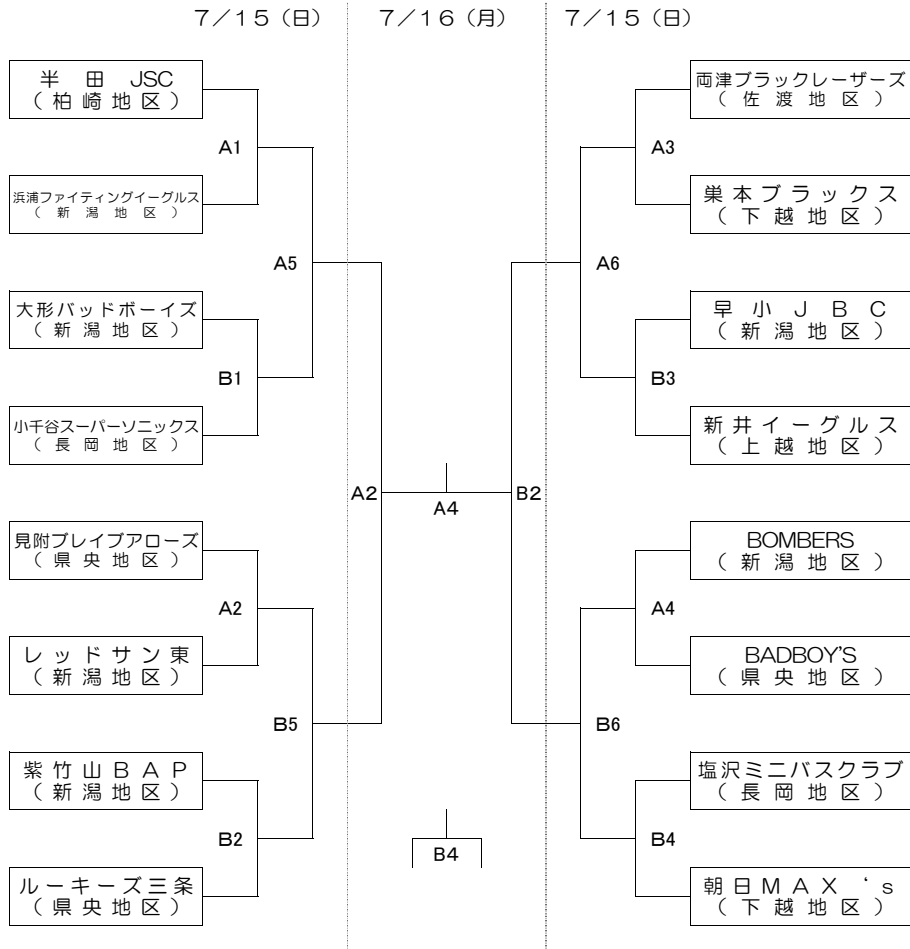 7/15(日) 7/16(月) 7/15(日)
半田 JSC
(柏崎地区)
A1
浜浦ファイティングイーグルス
(新潟地区)
A5
大形バッドボーイズ
(新潟地区)
B1
小千谷スーパーソニックス
(長岡地区)
A2
見附ブレイブアローズ
(県央地区)
A2
レッドサン東
(新潟地区)
B5
紫竹山BAP
(新潟地区)
B2
ルーキーズ三条
(県央地区)
A4
B4
両津ブラックレーザーズ
(佐渡地区)
A3
巣本ブラックス
(下越地区)
A6
早小JBC
(新潟地区)
B3
新井イーグルス
(上越地区)
B2
BOMBERS
(新潟地区)
A4
BADBOY'S
(県央地区)
B6
塩沢ミニバスクラブ
(長岡地区)
B4
朝日MAX‘s
(下越地区)